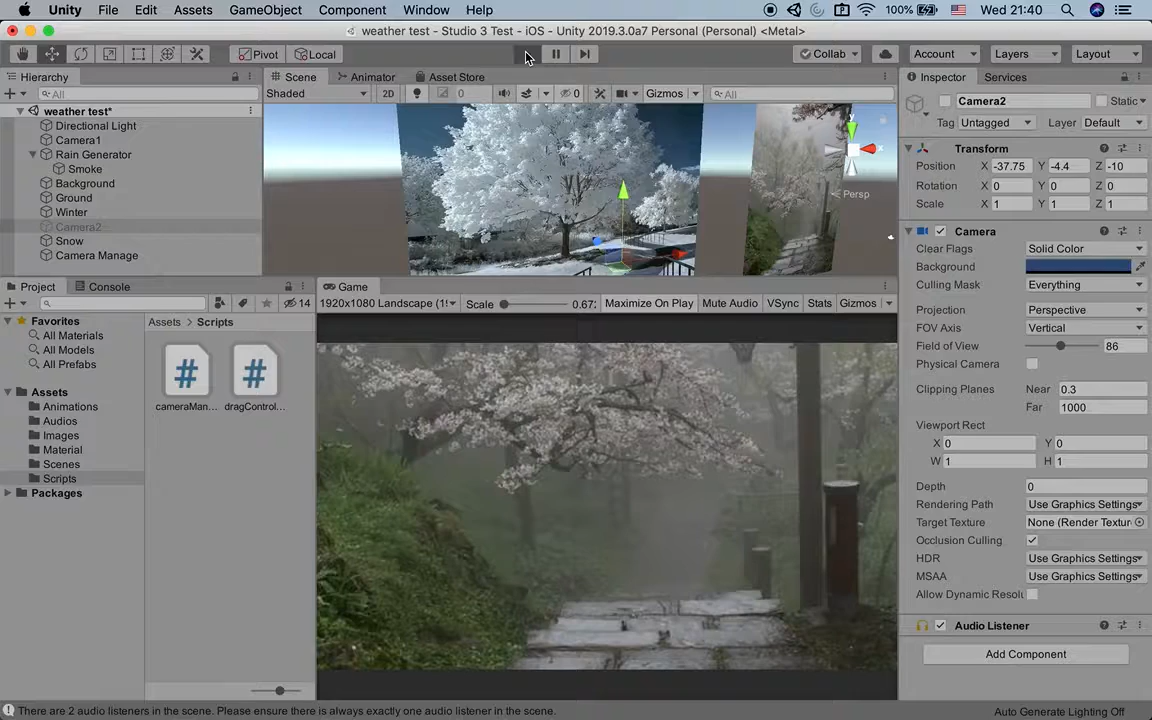 Unity File Edit Assets GameObject Component Window Help 100% Wed 21:40
weather test - Studio 3 Test - iOS - Unity 2019.3.0a7 Personal (Personal) <Metal>
Pivot Local Collab Account Layers Layout
Hierarchy Scene Animator Asset Store Inspector Services
All Shaded 2D 0 0 Gizmos All Camera2 Static
weather test*
Tag Untagged Layer Default
Directional Light
Camera1
Rain Generator
Smoke
Background
Ground
Winter
Camera2
Snow
Camera Manage
y
x
Persp
Transform
Position X -37.75 Y -4.4 Z -10
Rotation X 0 Y 0 Z 0
Scale X 1 Y 1 Z 1
Camera
Clear Flags Solid Color
Background
Culling Mask Everything
Projection Perspective
FOV Axis Vertical
Field of View 86
Physical Camera
Clipping Planes Near 0.3
Far 1000
Viewport Rect
X 0 Y 0
W 1 H 1
Depth 0
Rendering Path Use Graphics Settings
Target Texture None (Render Textur
Occlusion Culling
HDR Use Graphics Settings
MSAA Use Graphics Settings
Allow Dynamic Resolu
Audio Listener
Add Component
Project Console
14
Favorites
All Materials
All Models
All Prefabs
Assets
Animations
Audios
Images
Material
Scenes
Scripts
Packages
Assets > Scripts
# #
cameraMan... dragControl...
Game
1920x1080 Landscape (1! Scale 0.67 Maximize On Play Mute Audio VSync Stats Gizmos
There are 2 audio listeners in the scene. Please ensure there is always exactly one audio listener in the scene.
Auto Generate Lighting Off